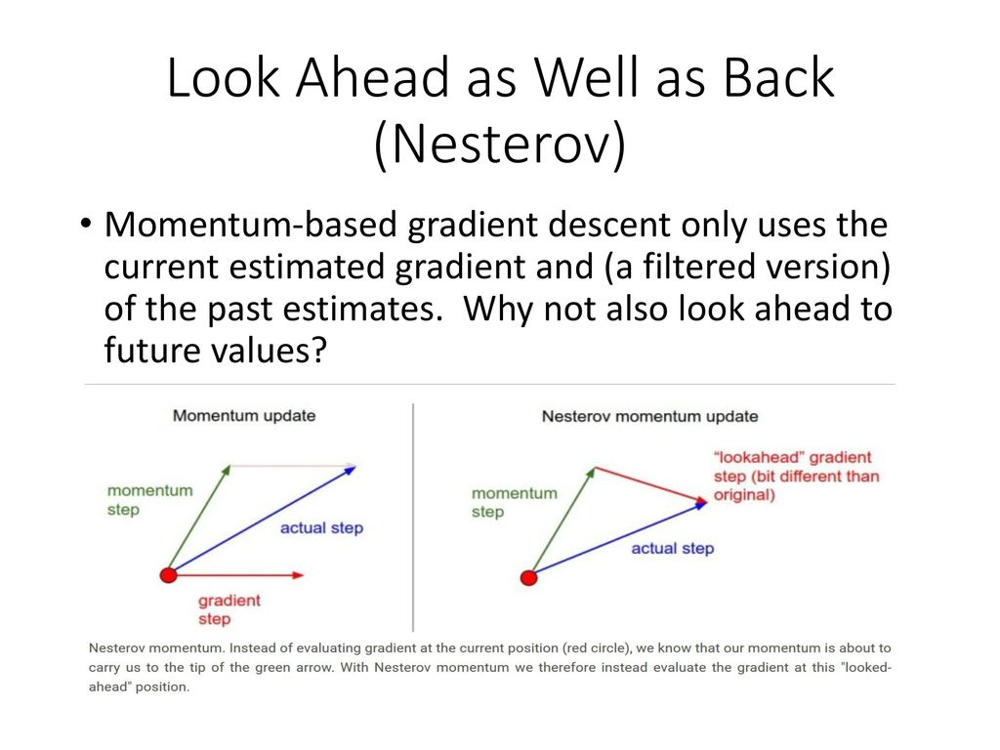 Look Ahead as Well as Back
(Nesterov)
• Momentum-based gradient descent only uses the
current estimated gradient and (a filtered version)
of the past estimates.  Why not also look ahead to
future values?
Momentum update
momentum
step
actual step
gradient
step
Nesterov momentum update
momentum
step
“lookahead” gradient
step (bit different than
original)
actual step
Nesterov momentum. Instead of evaluating gradient at the current position (red circle), we know that our momentum is about to
carry us to the tip of the green arrow. With Nesterov momentum we therefore instead evaluate the gradient at this "looked-
ahead" position.